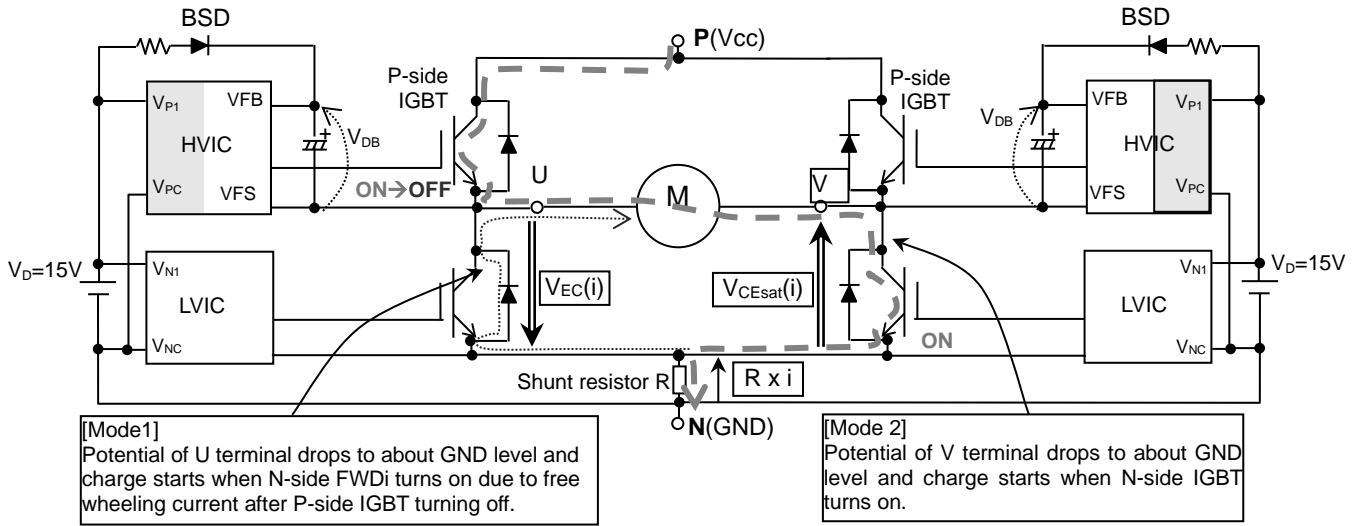 BSD
BSD
P(Vcc)
P-side
IGBT
P-side
IGBT
VP1
VFB
HVIC
VDB
VPC
VFS
ON→OFF
U
M
V
VDB
VFB
VP1
HVIC
VPC
VFS
VD=15V
VN1
LVIC
VNC
VEC(i)
VCEsat(i)
ON
VN1
LVIC
VNC
VD=15V
Shunt resistor R
R x i
N(GND)
[Mode1]
Potential of U terminal drops to about GND level and
charge starts when N-side FWDi turns on due to free
wheeling current after P-side IGBT turning off.
[Mode 2]
Potential of V terminal drops to about GND
level and charge starts when N-side IGBT
turns on.